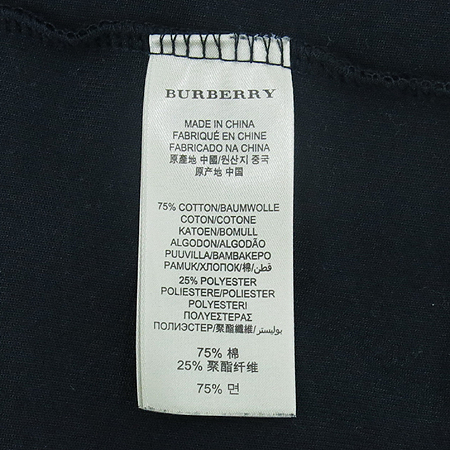 BURBERRY
MADE IN CHINA
FABRIQUÉ EN CHINE
FABRICADO NA CHINA
原產地 中國/원산지 중국
原产地 中国
75% COTTON/BAUMWOLLE
COTON/COTONE
KATOEN/BOMULL
ALGODON/ALGODÃO
PUUVILLA/BAMBAKEPO
PAMUK/ХЛОПОК/棉/قطن
25% POLYESTER
POLIESTERE/POLIESTER
POLYESTERI
ΠΟΛΥΕΣΤΕΡΑΣ
ПОЛИЭСТЕР/聚酯纖維/بوليستر
75% 棉
25% 聚酯纤维
75% 면